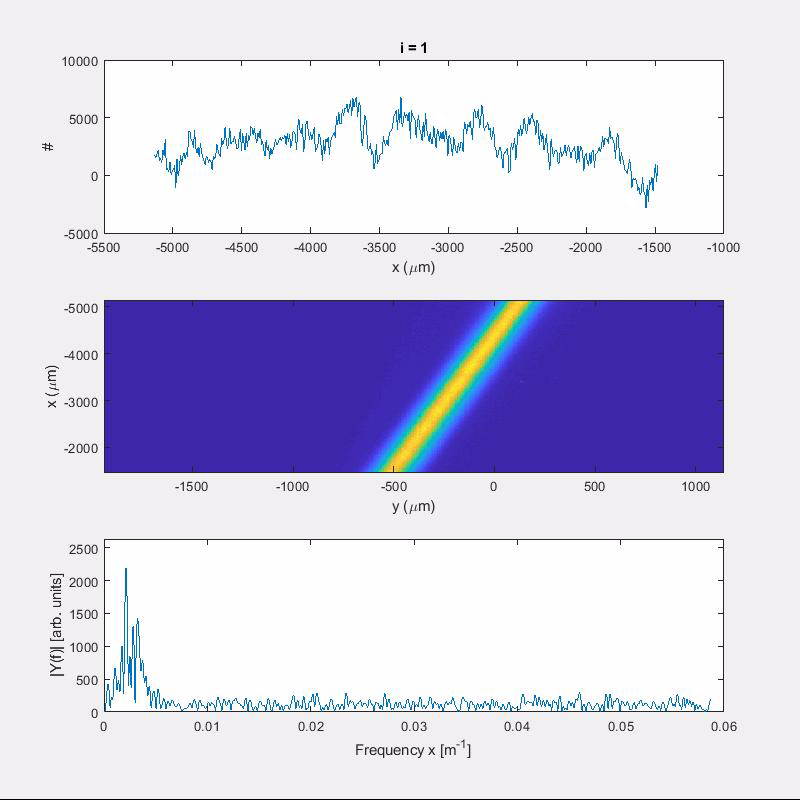 i = 1
10000
5000
0
-5000
#
-5500 -5000 -4500 -4000 -3500 -3000 -2500 -2000 -1500 -1000
x (μm)
-5000
-4000
-3000
-2000
x (μm)
-1500 -1000 -500 0 500 1000
y (μm)
2500
2000
1500
1000
500
0
|Y(f)| [arb. units]
0 0.01 0.02 0.03 0.04 0.05 0.06
Frequency x [m⁻¹]